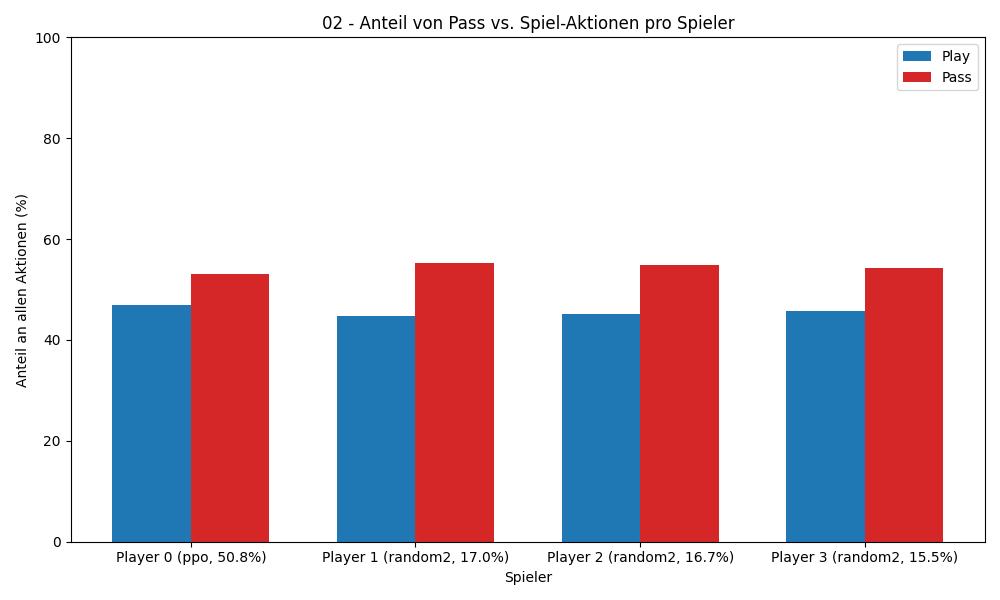 02 - Anteil von Pass vs. Spiel-Aktionen pro Spieler
Play
Pass
Anteil an allen Aktionen (%)
100
80
60
40
20
0
Player 0 (ppo, 50.8%)
Player 1 (random2, 17.0%)
Player 2 (random2, 16.7%)
Player 3 (random2, 15.5%)
Spieler